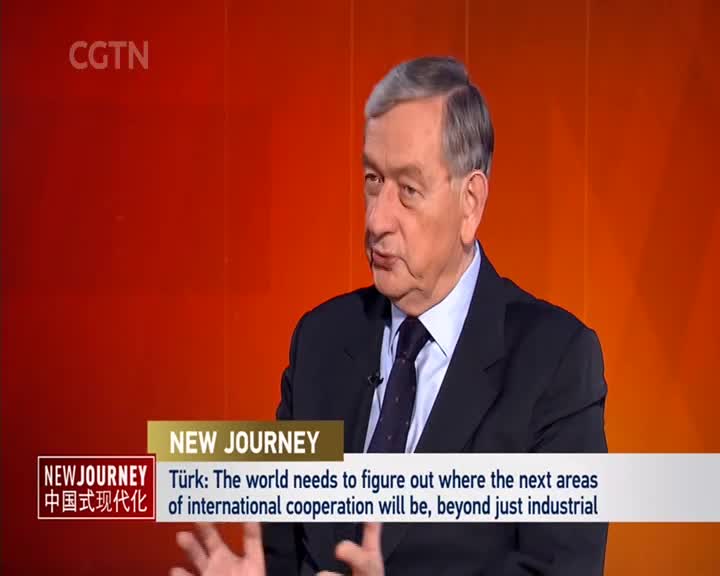 CGTN
NEW JOURNEY
NEWJOURNEY
中国式现代化
Türk: The world needs to figure out where the next areas
of international cooperation will be, beyond just industrial